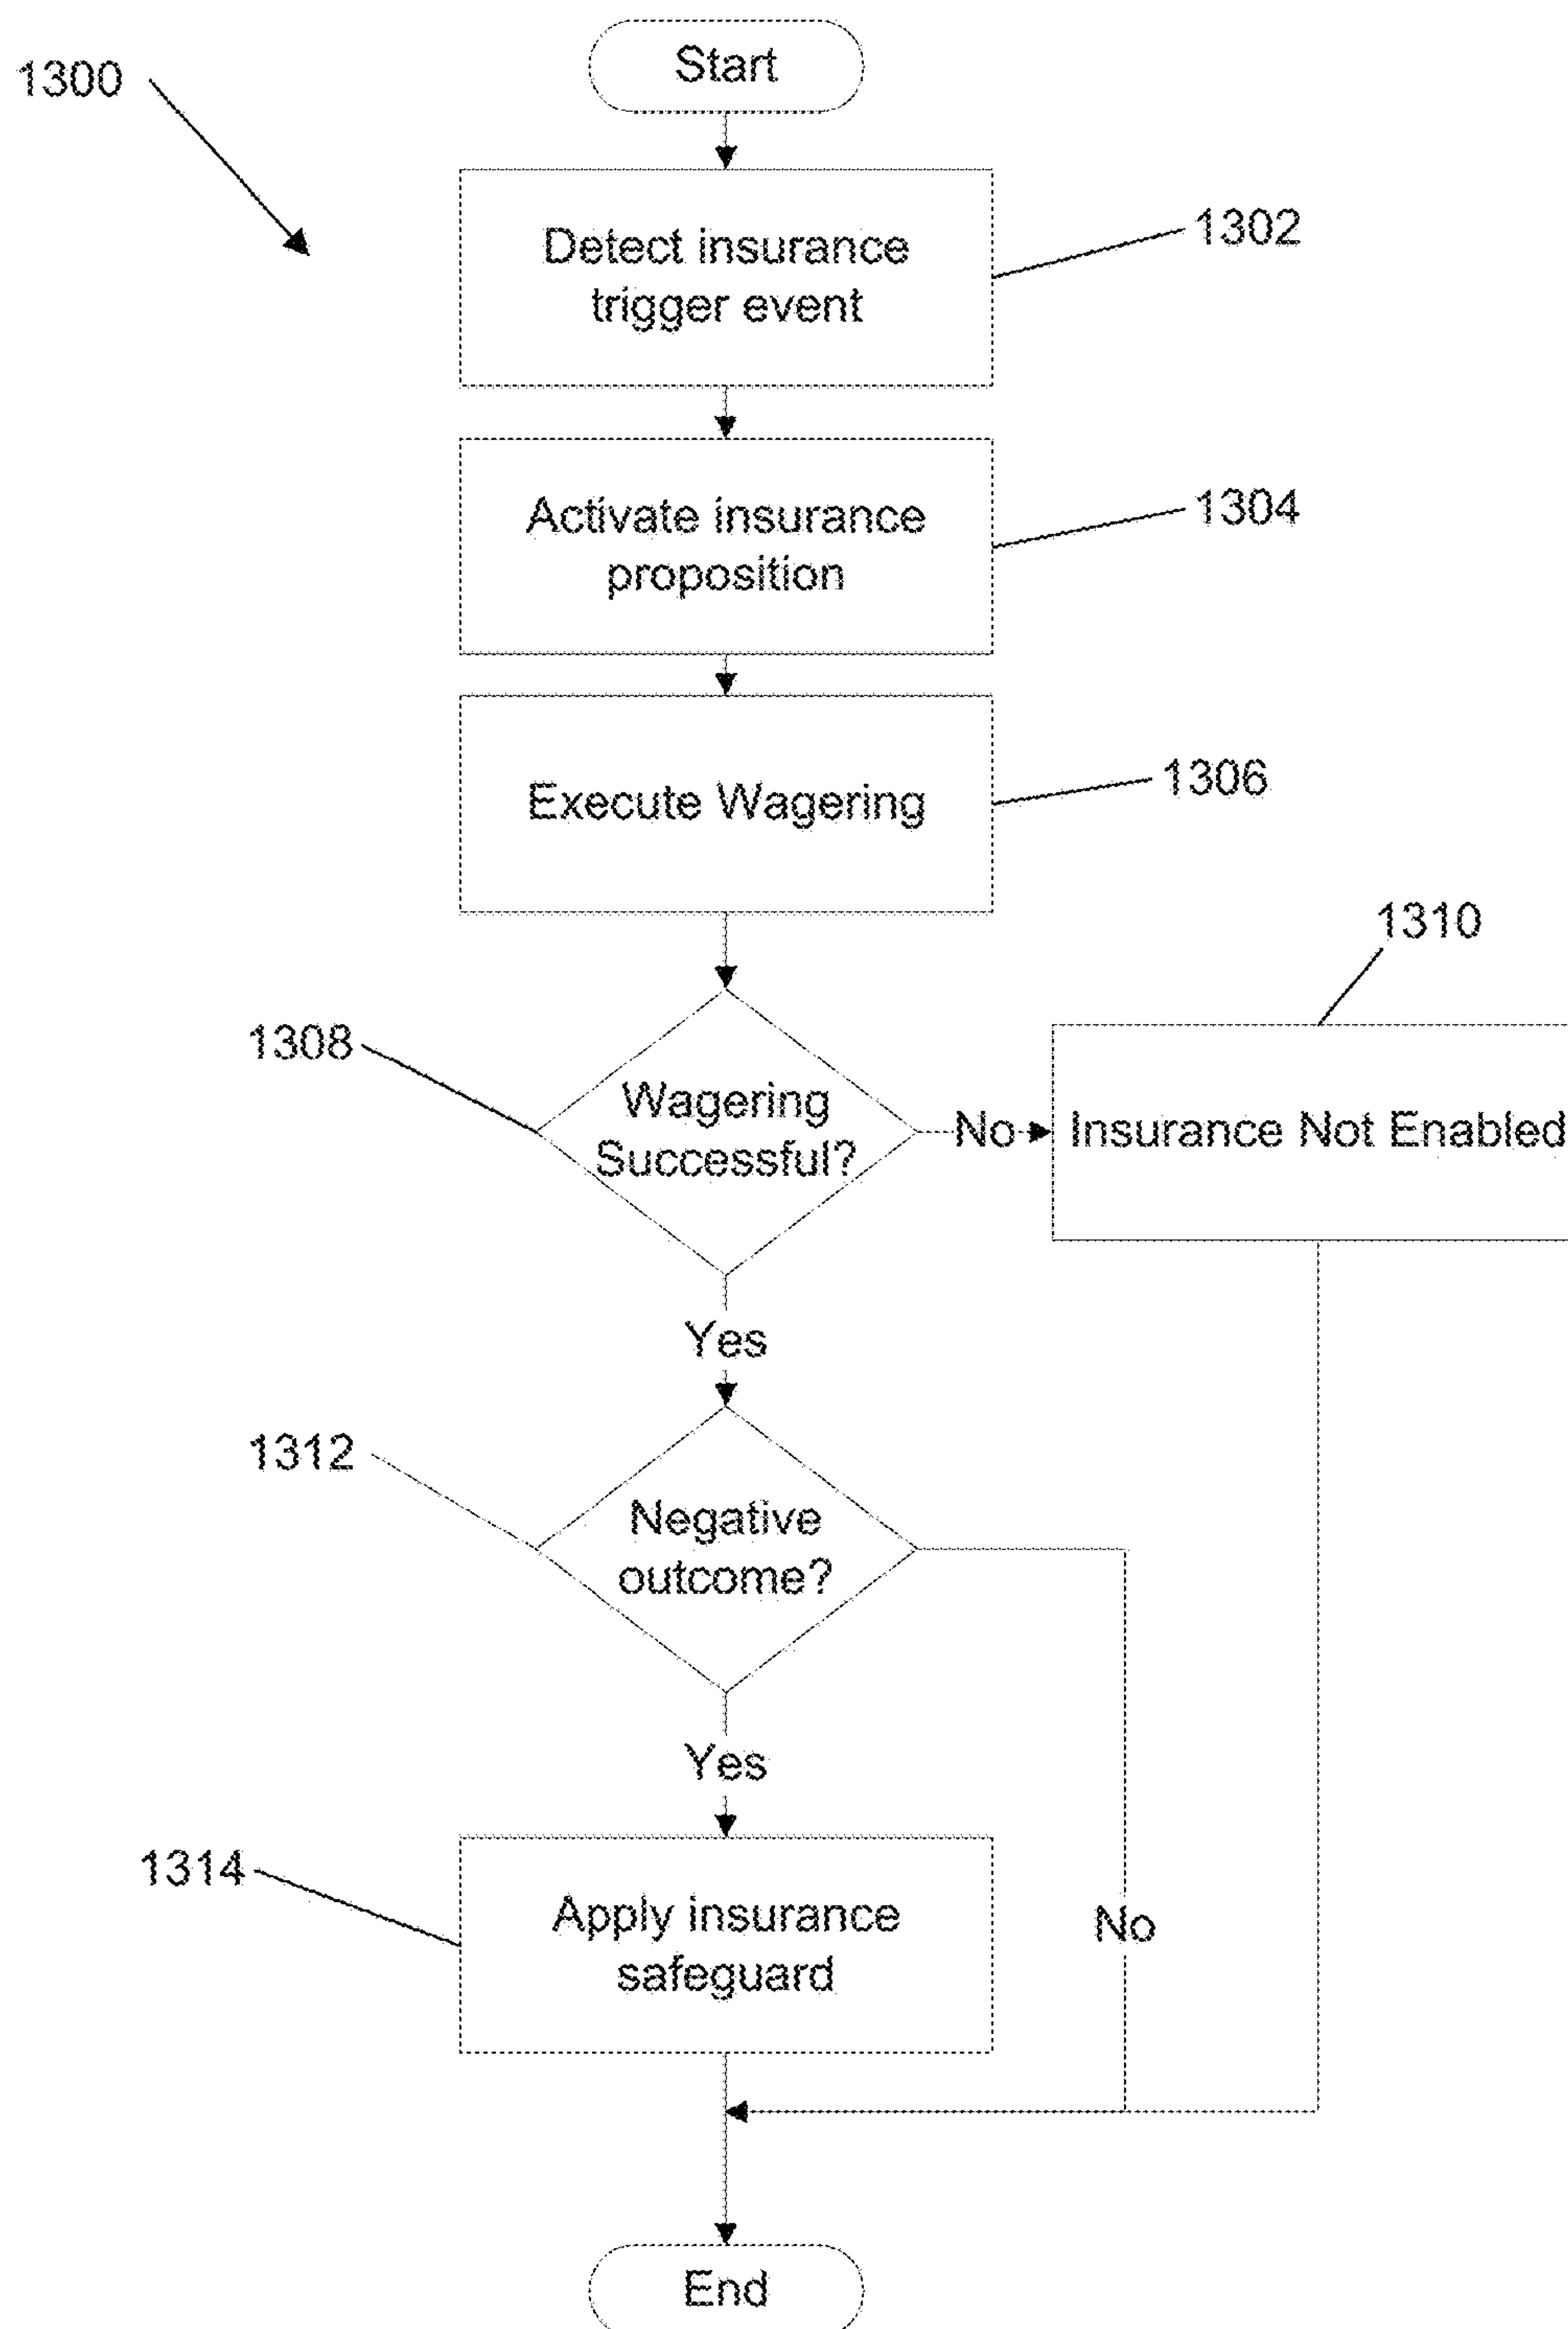 Start
1300
Detect insurance
trigger event
1302
Activate insurance
proposition
1304
Execute Wagering
1306
1308
Wagering
Successful?
No
1310
Insurance Not Enabled
Yes
1312
Negative
outcome?
Yes
1314
Apply insurance
safeguard
No
End